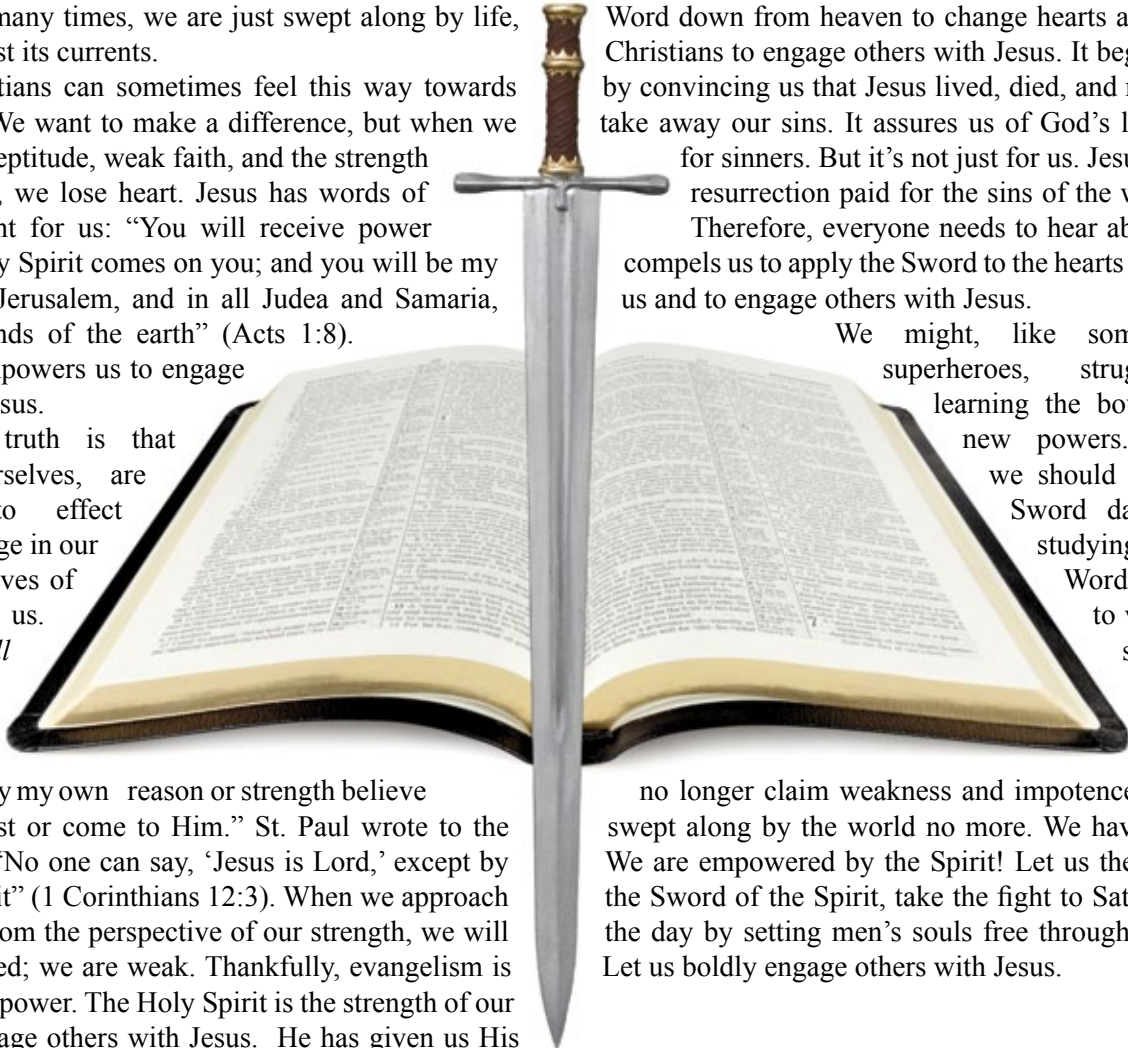 many times, we are just swept along by life,
st its currents.
tians can sometimes feel this way towards
We want to make a difference, but when we
eptitude, weak faith, and the strength
, we lose heart. Jesus has words of
nt for us: “You will receive power
y Spirit comes on you; and you will be my
Jerusalem, and in all Judea and Samaria,
nds of the earth” (Acts 1:8).
powers us to engage
sus.
truth is that
rselves, are
to effect
ge in our
ves of
us.
ll
y my own reason or strength believe
st or come to Him.” St. Paul wrote to the
“No one can say, ‘Jesus is Lord,’ except by
it” (1 Corinthians 12:3). When we approach
om the perspective of our strength, we will
ed; we are weak. Thankfully, evangelism is
power. The Holy Spirit is the strength of our
age others with Jesus. He has given us His
Word down from heaven to change hearts a
Christians to engage others with Jesus. It beg
by convincing us that Jesus lived, died, and r
take away our sins. It assures us of God’s l
for sinners. But it’s not just for us. Jesu
resurrection paid for the sins of the w
Therefore, everyone needs to hear ab
compels us to apply the Sword to the hearts
us and to engage others with Jesus.
We might, like som
superheroes, strug
learning the bo
new powers.
we should
Sword da
studying
Word
to
s
no longer claim weakness and impotence
swept along by the world no more. We hav
We are empowered by the Spirit! Let us the
the Sword of the Spirit, take the fight to Sat
the day by setting men’s souls free through
Let us boldly engage others with Jesus.